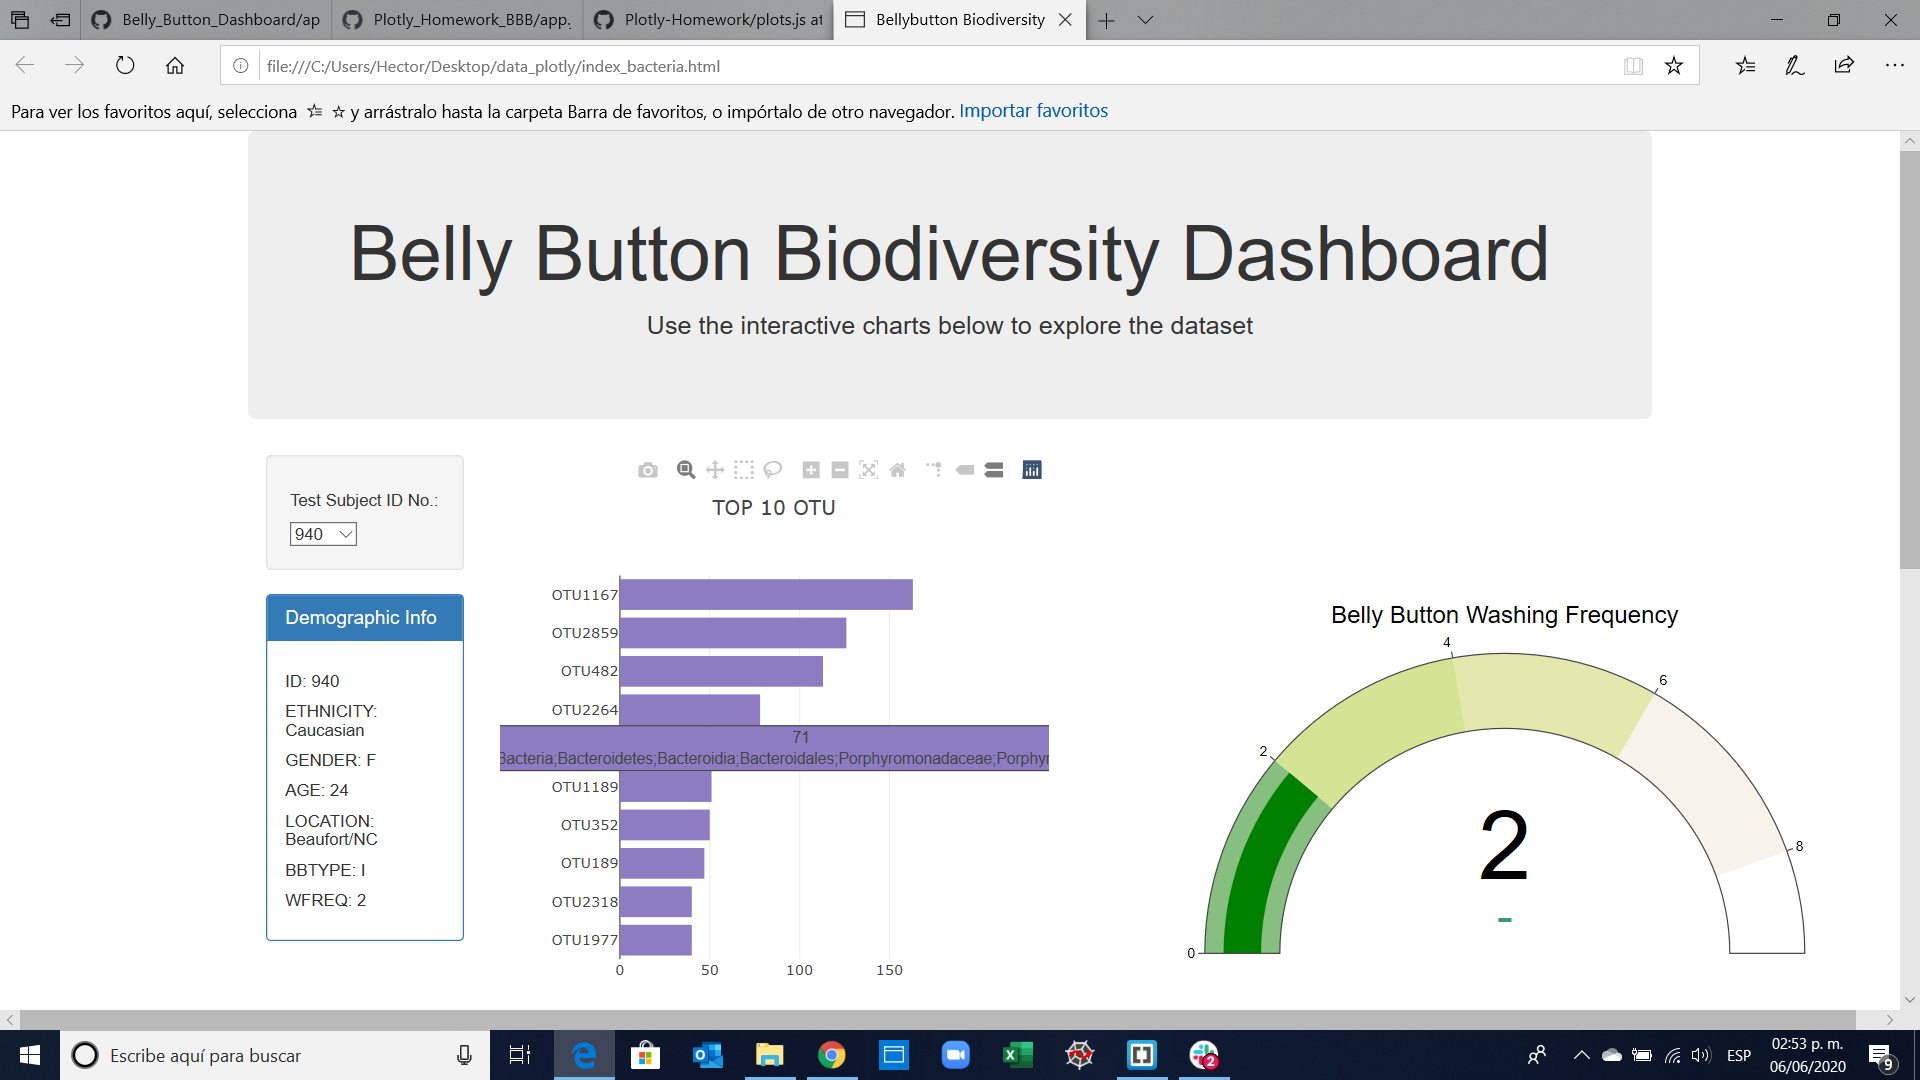 Belly_Button_Dashboard/ap
Plotly_Homework_BBB/app.
Plotly-Homework/plots.js at
Bellybutton Biodiversity
file:///C:/Users/Hector/Desktop/data_plotly/index_bacteria.html
Para ver los favoritos aquí, selecciona y arrástralo hasta la carpeta Barra de favoritos, o impórtalo de otro navegador. Importar favoritos
Belly Button Biodiversity Dashboard
Use the interactive charts below to explore the dataset
Test Subject ID No.:
940
Demographic Info
ID: 940
ETHNICITY:
Caucasian
GENDER: F
AGE: 24
LOCATION:
Beaufort/NC
BBTYPE: I
WFREQ: 2
TOP 10 OTU
OTU1167
OTU2859
OTU482
OTU2264
71
Bacteria;Bacteroidetes;Bacteroidia;Bacteroidales;Porphyromonadaceae;Porphyr
OTU1189
OTU352
OTU189
OTU2318
OTU1977
0 50 100 150
Belly Button Washing Frequency
0
2
4
6
8
2
-
Escribe aquí para buscar
2
ESP
02:53 p. m.
06/06/2020
9